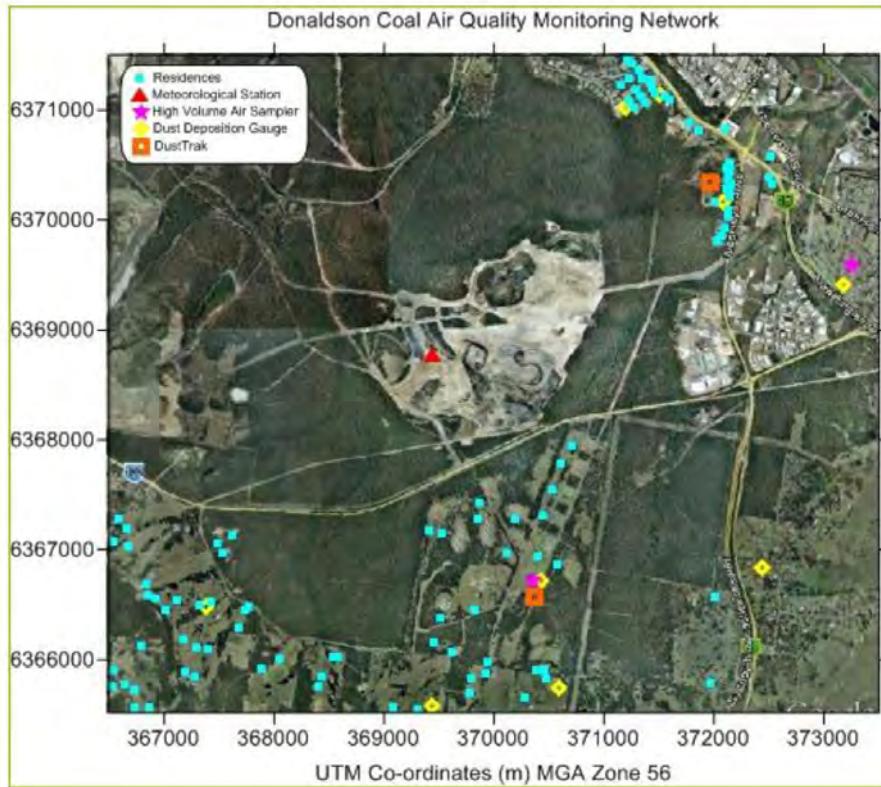 Donaldson Coal Air Quality Monitoring Network
Residences
Meteorological Station
High Volume Air Sampler
Dust Deposition Gauge
DustTrak
6371000
6370000
6369000
6368000
6367000
6366000
367000
368000
369000
370000
371000
372000
373000
UTM Co-ordinates (m) MGA Zone 56